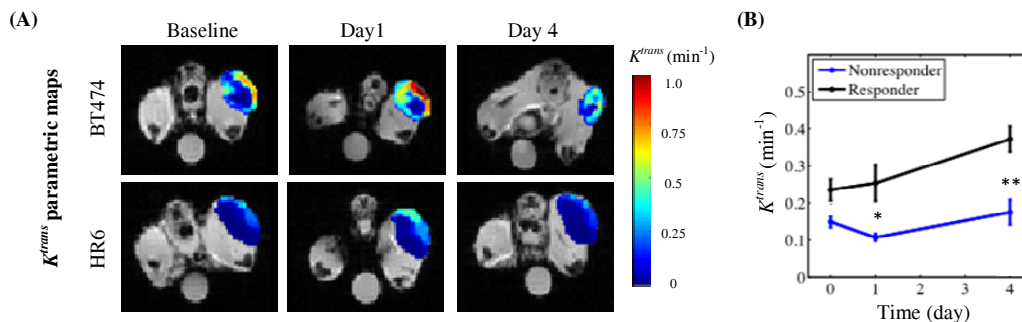 (A)
Baseline Day1 Day 4
K^trans parametric maps
BT474
HR6
K^trans (min⁻¹)
1.0
0.75
0.5
0.25
0
(B)
Nonresponder
Responder
K^trans (min⁻¹)
0.5
0.4
0.3
0.2
0.1
0
*
**
0 1 2 3 4
Time (day)